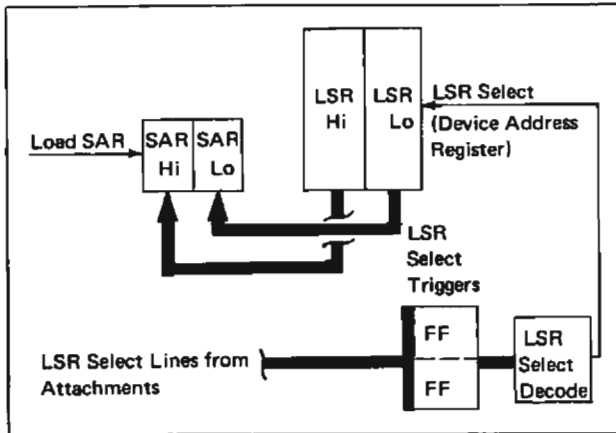 LSR
Hi
LSR
Lo
LSR Select
(Device Address
Register)
Load SAR
SAR
Hi
SAR
Lo
LSR
Select
Triggers
FF
FF
LSR
Select
Decode
LSR Select Lines from
Attachments